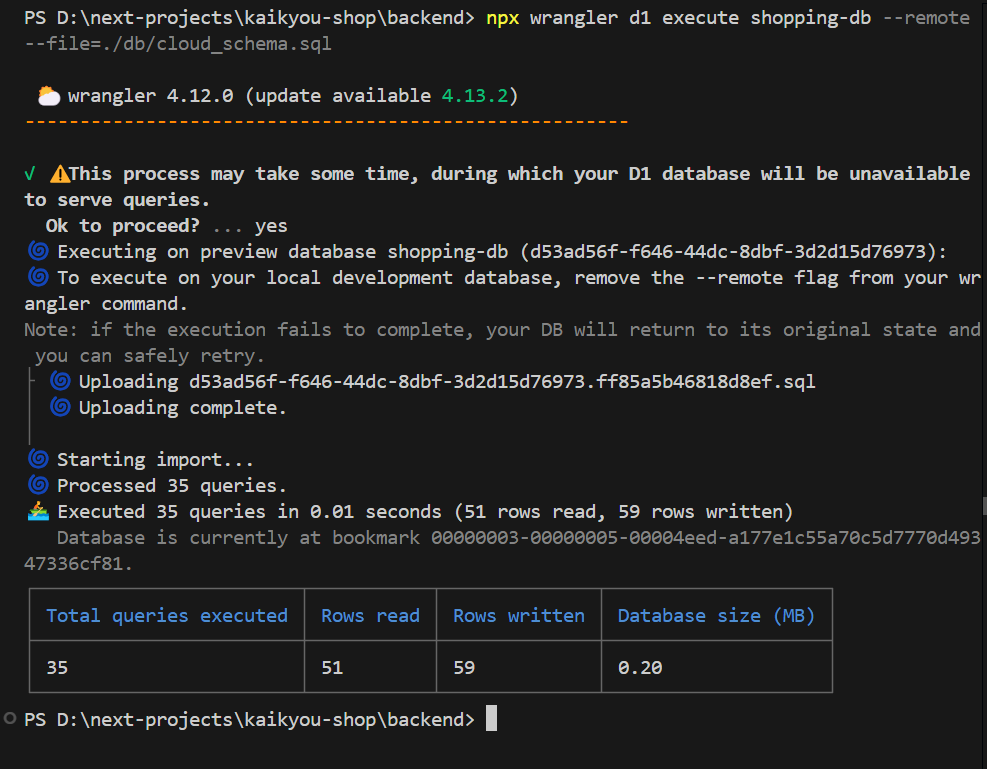 PS D:\next-projects\kaikyou-shop\backend> npx wrangler d1 execute shopping-db --remote
--file=./db/cloud_schema.sql
⛅ wrangler 4.12.0 (update available 4.13.2)
-------------------------------------------------------
√ ⚠️This process may take some time, during which your D1 database will be unavailable
to serve queries.
Ok to proceed? ... yes
🌀 Executing on preview database shopping-db (d53ad56f-f646-44dc-8dbf-3d2d15d76973):
🌀 To execute on your local development database, remove the --remote flag from your wr
angler command.
Note: if the execution fails to complete, your DB will return to its original state and
you can safely retry.
🌀 Uploading d53ad56f-f646-44dc-8dbf-3d2d15d76973.ff85a5b46818d8ef.sql
🌀 Uploading complete.
🌀 Starting import...
🌀 Processed 35 queries.
🚣 Executed 35 queries in 0.01 seconds (51 rows read, 59 rows written)
Database is currently at bookmark 00000003-00000005-00004eed-a177e1c55a70c5d7770d493
47336cf81.
Total queries executed | Rows read | Rows written | Database size (MB)
35 | 51 | 59 | 0.20
PS D:\next-projects\kaikyou-shop\backend>